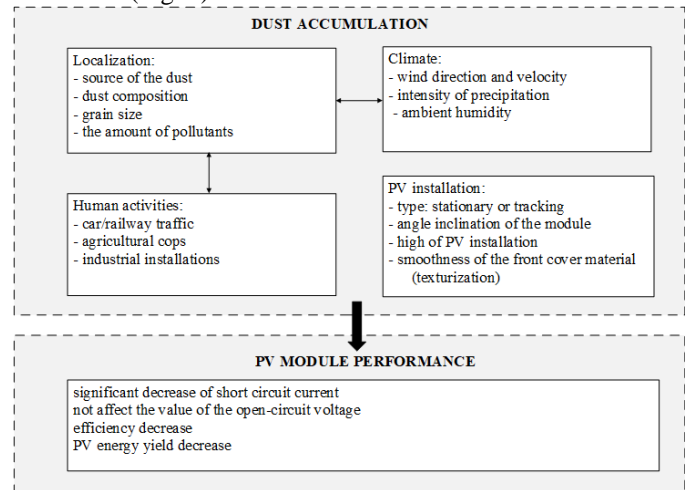 DUST ACCUMULATION
Localization:
- source of the dust
- dust composition
- grain size
- the amount of pollutants
Climate:
- wind direction and velocity
- intensity of precipitation
- ambient humidity
Human activities:
- car/railway traffic
- agricultural cops
- industrial installations
PV installation:
- type: stationary or tracking
- angle inclination of the module
- high of PV installation
- smoothness of the front cover material
(texturization)
PV MODULE PERFORMANCE
significant decrease of short circuit current
not affect the value of the open-circuit voltage
efficiency decrease
PV energy yield decrease